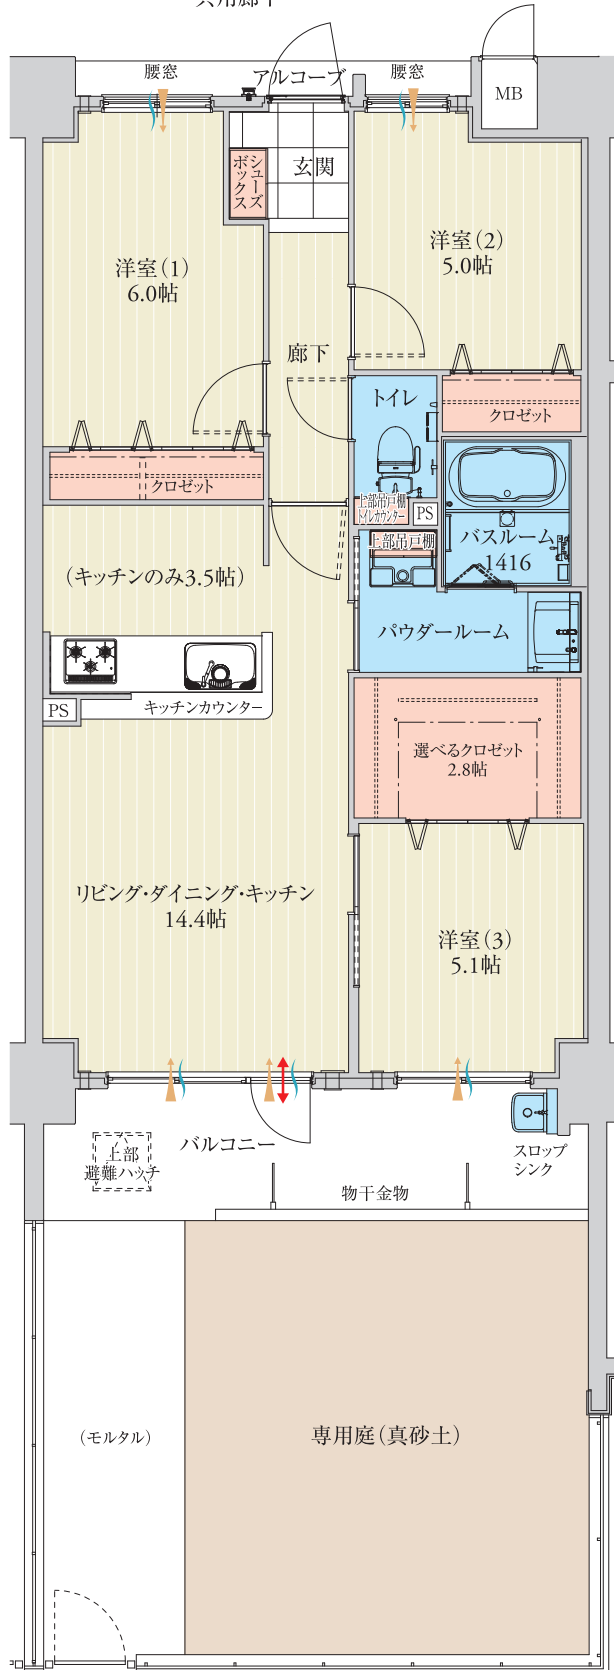 腰窓
アルコーブ
腰窓
MB
シューズ
ボックス
玄関
洋室(1)
6.0帖
洋室(2)
5.0帖
廊下
トイレ
クロゼット
クロゼット
上部吊戸棚
トイレカウンター
PS
上部吊戸棚
バスルーム
1416
(キッチンのみ3.5帖)
パウダールーム
PS
キッチンカウンター
選べるクロゼット
2.8帖
リビング・ダイニング・キッチン
14.4帖
洋室(3)
5.1帖
バルコニー
上部
避難ハッチ
スロップ
シンク
物干金物
(モルタル)
専用庭(真砂土)